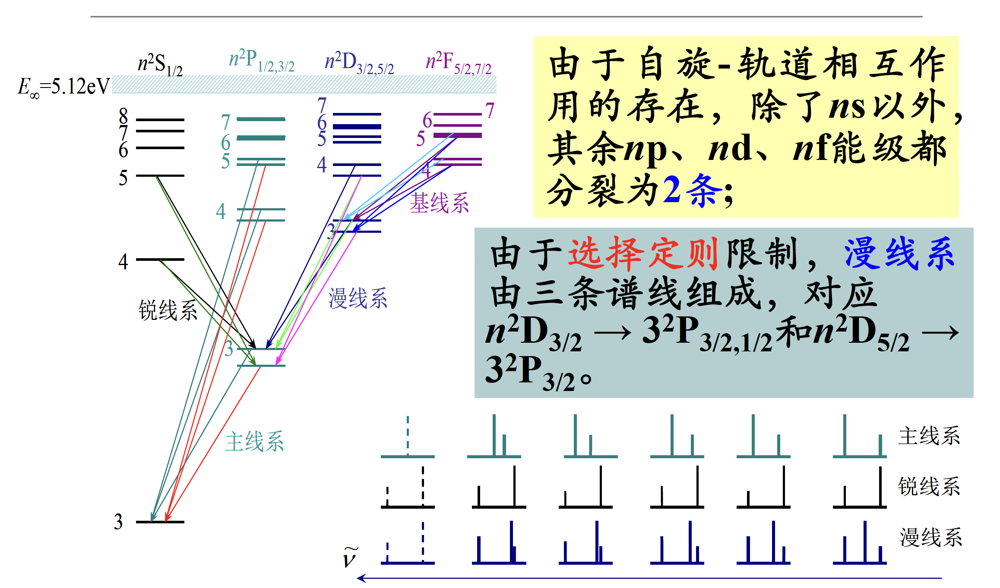 n²S₁/₂ n²P₁/₂,₃/₂ n²D₃/₂,₅/₂ n²F₅/₂,₇/₂
E∞=5.12eV
8
7
6
5
4
3
7
6
5
4
3
7
6
5
4
3
7
6
5
4
锐线系
主线系
漫线系
基线系
由于自旋-轨道相互作
用的存在，除了ns以外，
其余np、nd、nf能级都
分裂为2条；
由于选择定则限制，漫线系
由三条谱线组成，对应
n²D₃/₂ → 3²P₃/₂,₁/₂和n²D₅/₂ →
3²P₃/₂。
主线系
锐线系
漫线系
ν̃